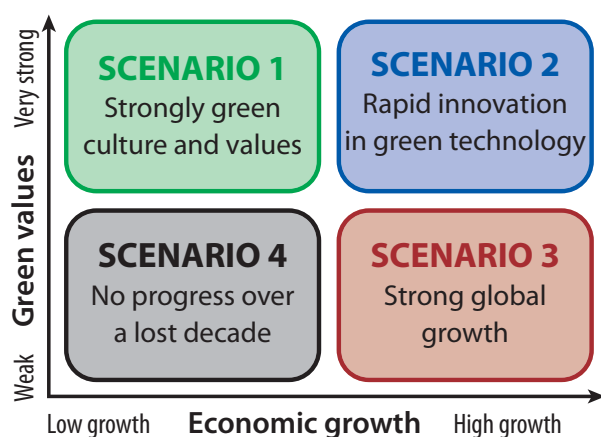 Very strong
Green values
Weak
SCENARIO 1
Strongly green
culture and values
SCENARIO 2
Rapid innovation
in green technology
SCENARIO 4
No progress over
a lost decade
SCENARIO 3
Strong global
growth
Low growth
Economic growth
High growth